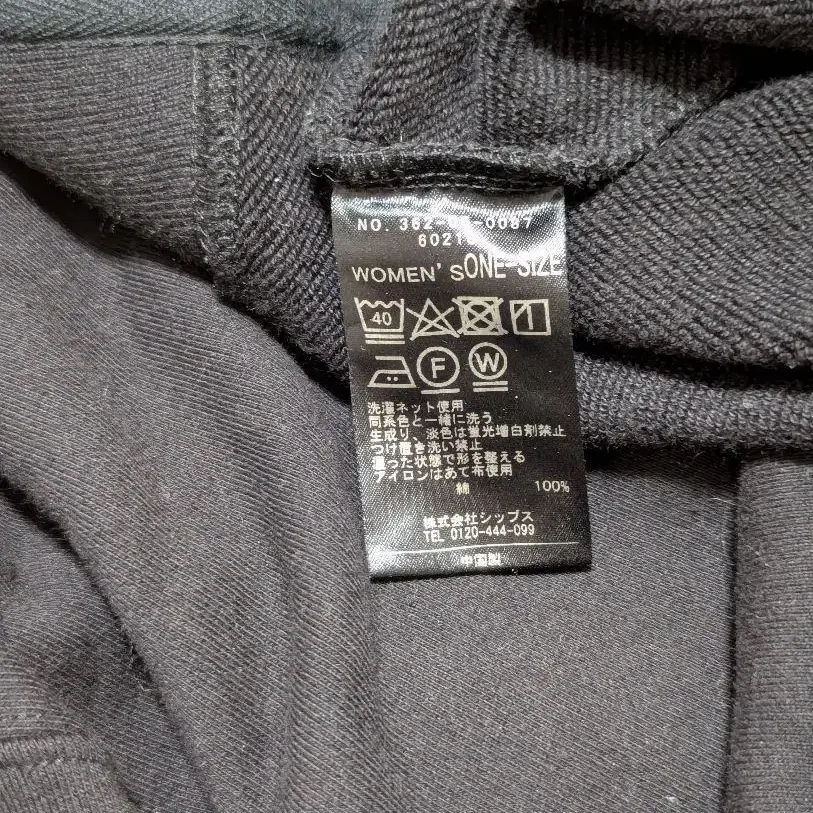 NO. 362-
6021
WOMEN'S ONE-SIZE
40
F W
洗濯ネット使用
同系色と一緒に洗う
生成り、淡色は蛍光増白剤禁止
つけ置き洗い禁止
湿った状態で形を整える
アイロンはあて布使用
綿 100%
株式会社シップス
TEL 0120-444-099
中国製